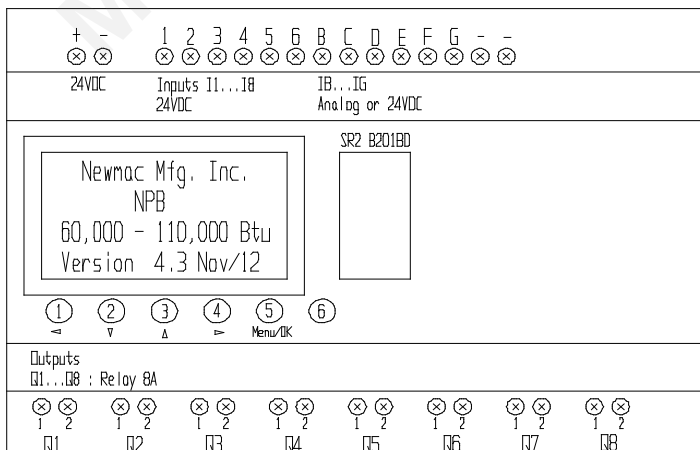 + - 1 2 3 4 5 6 B C D E F G - -
24VDC Inputs I1...I8 IB...IG
24VDC Analog or 24VDC
SR2 B201BD
Newmac Mfg. Inc.
NPB
60,000 - 110,000 Btu
Version 4.3 Nov/12
1 2 3 4 5 6
Menu/OK
Outputs
Q1...Q8 : Relay 8A
1 2 1 2 1 2 1 2 1 2 1 2 1 2 1 2
Q1 Q2 Q3 Q4 Q5 Q6 Q7 Q8